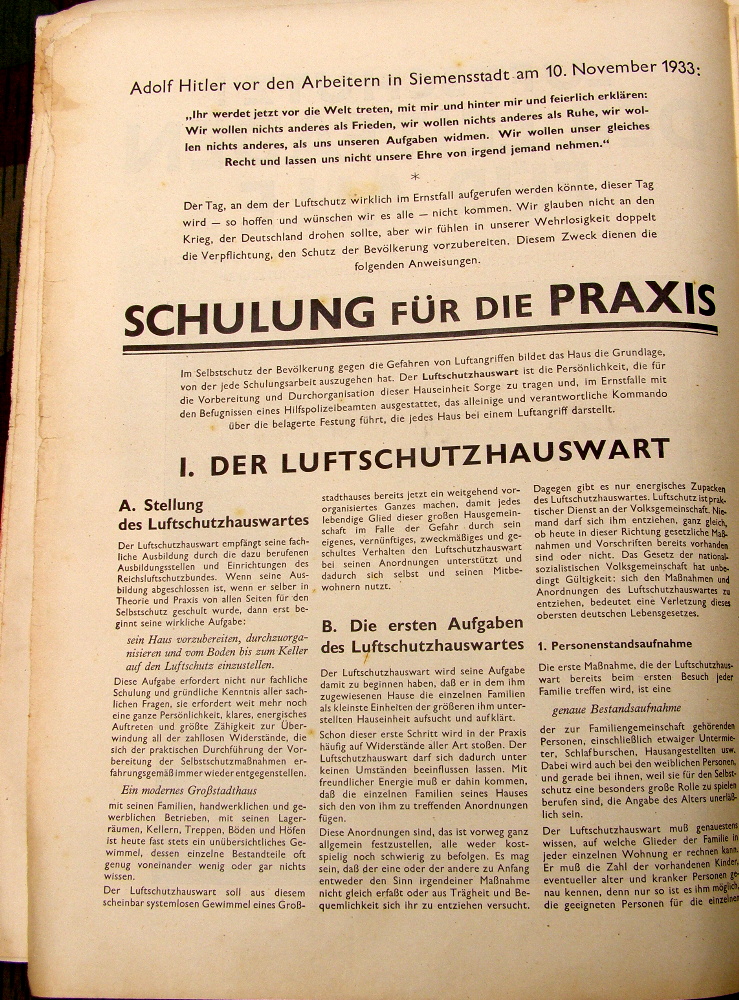 Adolf Hitler vor den Arbeitern in Siemensstadt am 10. November 1933:
„Ihr werdet jetzt vor die Welt treten, mit mir und hinter mir und feierlich erklären:
Wir wollen nichts anderes als Frieden, wir wollen nichts anderes als Ruhe, wir wol-
len nichts anderes, als uns unseren Aufgaben widmen. Wir wollen unser gleiches
Recht und lassen uns nicht unsere Ehre von irgend jemand nehmen.“
*
Der Tag, an dem der Luftschutz wirklich im Ernstfall aufgerufen werden könnte, dieser Tag
wird — so hoffen und wünschen wir es alle — nicht kommen. Wir glauben nicht an den
Krieg, der Deutschland drohen sollte, aber wir fühlen in unserer Wehrlosigkeit doppelt
die Verpflichtung, den Schutz der Bevölkerung vorzubereiten. Diesem Zweck dienen die
folgenden Anweisungen.
SCHULUNG FÜR DIE PRAXIS
Im Selbstschutz der Bevölkerung gegen die Gefahren von Luftangriffen bildet das Haus die Grundlage,
von der jede Schulungsarbeit auszugehen hat. Der Luftschutzwart ist die Persönlichkeit, die für
die Vorbereitung und Durchorganisation dieser Hauseinheit Sorge zu tragen und, im Ernstfalle mit
den Befugnissen eines Hilfspolizeibeamten ausgestattet, das alleinige und verantwortliche Kommando
über die belagerte Festung führt, die jedes Haus bei einem Luftangriff darstellt.
I. DER LUFTSCHUTZHAUSWART
A. Stellung
des Luftschutzhauswartes
Der Luftschutzhauswart empfängt seine fach-
liche Ausbildung durch die dazu berufenen
Ausbildungsstellen und Einrichtungen des
Reichsluftschutzbundes. Wenn seine Aus-
bildung abgeschlossen ist, wenn er selber in
Theorie und Praxis von allen Seiten für den
Selbstschutz geschult wurde, dann erst be-
ginnt seine wirkliche Aufgabe:
sein Haus vorzubereiten, durchzuorga-
nisieren und vom Boden bis zum Keller
auf den Luftschutz einzustellen.
Diese Aufgabe erfordert nicht nur fachliche
Schulung und gründliche Kenntnis aller sach-
lichen Fragen, sie erfordert weit mehr noch
eine ganze Persönlichkeit, klares, energisches
Auftreten und größte Zähigkeit zur Über-
windung all der zahllosen Widerstände, die
sich der praktischen Durchführung der Vor-
bereitung der Selbstschutzmaßnahmen er-
fahrungsgemäß immer wieder entgegenstellen.
Ein modernes Großstadthaus
mit seinen Familien, handwerklichen und ge-
werblichen Betrieben, mit seinen Lager-
räumen, Kellern, Treppen, Böden und Höfen
ist heute fast stets ein unübersichtliches Ge-
wimmel, dessen einzelne Bestandteile oft
genug voneinander wenig oder gar nichts
wissen.
Der Luftschutzhauswart soll aus diesem
scheinbar systemlosen Gewimmel eines Groß-
stadthauses bereits jetzt ein weitgehend vor-
organisiertes Ganzes machen, damit jedes
lebendige Glied dieser großen Hausgemein-
schaft im Falle der Gefahr durch sein
eigenes, vernünftiges, zweckmäßiges und ge-
schultes Verhalten den Luftschutzhauswart
bei seinen Anordnungen unterstützt und
dadurch sich selbst und seinen Mitbe-
wohnern nutzt.
B. Die ersten Aufgaben
des Luftschutzhauswartes
Der Luftschutzhauswart wird seine Aufgabe
damit zu beginnen haben, daß er in dem ihm
zugewiesenen Hause die einzelnen Familien
als kleinste Einheiten der größeren ihm unter-
stellten Hauseinheit aufsucht und aufklärt.
Schon dieser erste Schritt wird in der Praxis
häufig auf Widerstände aller Art stoßen. Der
Luftschutzhauswart darf sich dadurch unter
keinen Umständen beeinflussen lassen. Mit
freundlicher Energie muß er dahin kommen,
daß die einzelnen Familien seines Hauses
sich den von ihm zu treffenden Anordnungen
fügen.
Diese Anordnungen sind, das ist vorweg ganz
allgemein festzustellen, alle weder kost-
spielig noch schwierig zu befolgen. Es mag
sein, daß der eine oder der andere zu Anfang
entweder den Sinn irgendeiner Maßnahme
nicht gleich erfaßt oder aus Trägheit und Be-
quemlichkeit sich ihr zu entziehen versucht.
Dagegen gibt es nur energisches Zupacken
des Luftschutzhauswartes. Luftschutz ist prak-
tischer Dienst an der Volksgemeinschaft. Nie-
mand darf sich ihm entziehen, ganz gleich,
ob heute in dieser Richtung gesetzliche Maß-
nahmen und Vorschriften bereits vorhanden
sind oder nicht. Das Gesetz der national-
sozialistischen Volksgemeinschaft hat unbe-
dingt Gültigkeit: sich den Maßnahmen und
Anordnungen des Luftschutzhauswartes zu
entziehen, bedeutet eine Verletzung dieses
obersten deutschen Lebensgesetzes.
1. Personenstandsaufnahme
Die erste Maßnahme, die der Luftschutzhaus-
wart bereits beim ersten Besuch jeder
Familie treffen wird, ist eine
genaue Bestandsaufnahme
der zur Familiengemeinschaft gehörenden
Personen, einschließlich etwaiger Untermie-
ter, Schlafburschen, Hausangestellten usw.
Dabei wird auch bei den weiblichen Personen,
und gerade bei ihnen, weil sie für den Selbst-
schutz eine besonders große Rolle zu spielen
berufen sind, die Angabe des Alters unerläß-
lich sein.
Der Luftschutzhauswart muß genauestens
wissen, auf welche Glieder der Familie in
jeder einzelnen Wohnung er rechnen kann.
Er muß die Zahl der vorhandenen Kinder,
eventueller alter und kranker Personen ge-
nau kennen, denn nur so ist es ihm möglich,
die geeigneten Personen für die einzelnen